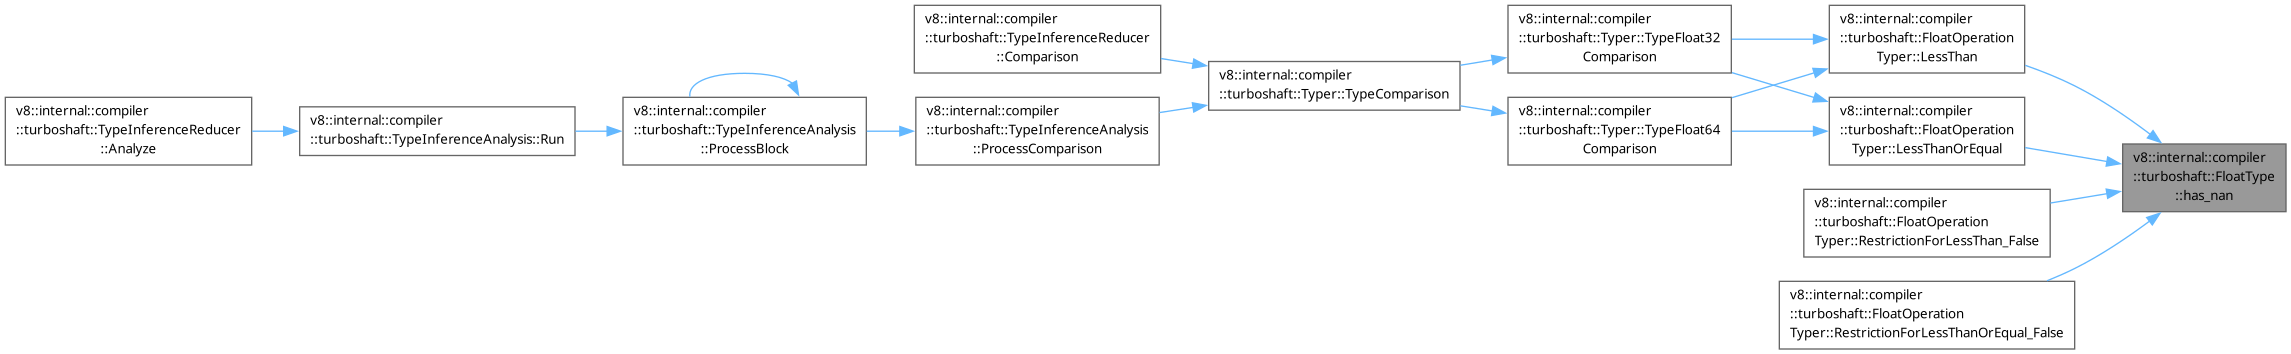 v8::internal::compiler
::turboshaft::TypeInferenceReducer
::Analyze
v8::internal::compiler
::turboshaft::TypeInferenceAnalysis::Run
v8::internal::compiler
::turboshaft::TypeInferenceAnalysis
::ProcessBlock
v8::internal::compiler
::turboshaft::TypeInferenceReducer
::Comparison
v8::internal::compiler
::turboshaft::TypeInferenceAnalysis
::ProcessComparison
v8::internal::compiler
::turboshaft::Typer::TypeComparison
v8::internal::compiler
::turboshaft::Typer::TypeFloat32
Comparison
v8::internal::compiler
::turboshaft::Typer::TypeFloat64
Comparison
v8::internal::compiler
::turboshaft::FloatOperation
Typer::LessThan
v8::internal::compiler
::turboshaft::FloatOperation
Typer::LessThanOrEqual
v8::internal::compiler
::turboshaft::FloatOperation
Typer::RestrictionForLessThan_False
v8::internal::compiler
::turboshaft::FloatOperation
Typer::RestrictionForLessThanOrEqual_False
v8::internal::compiler
::turboshaft::FloatType
::has_nan